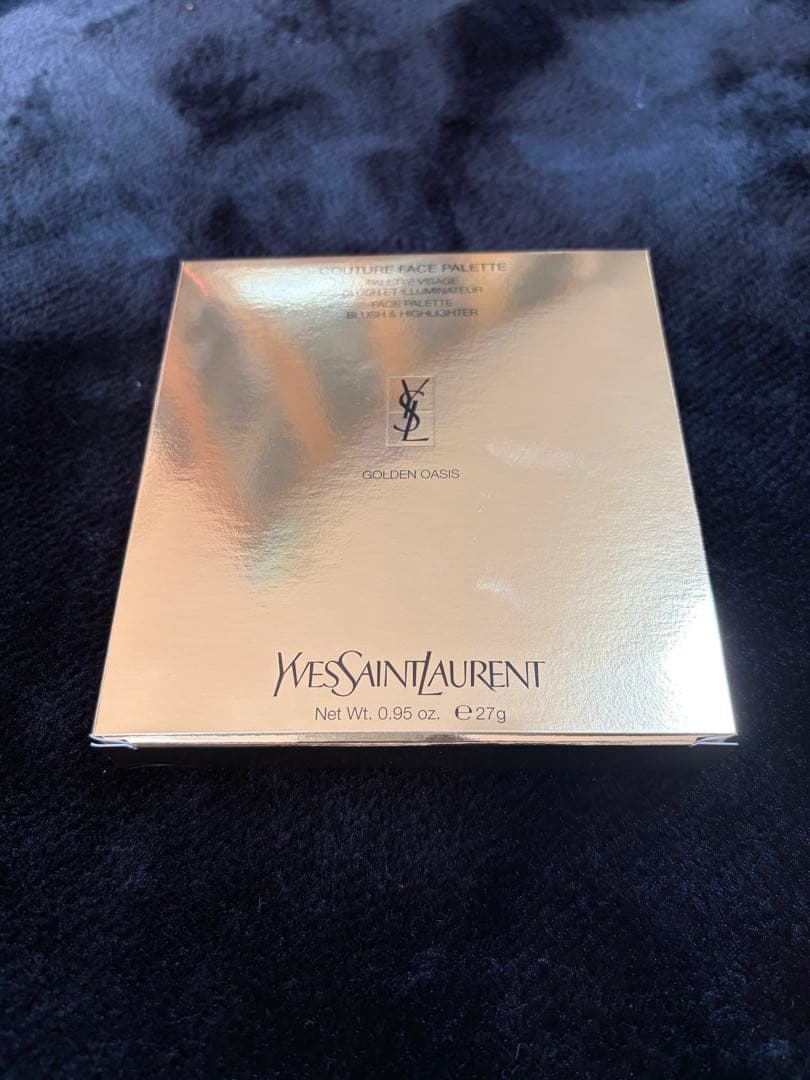 COUTURE FACE PALETTE
PALETTE VISAGE
BLUSH ET ILLUMINATEUR
FACE PALETTE
BLUSH & HIGHLIGHTER
YSL
GOLDEN OASIS
YVESSAINTLAURENT
Net Wt. 0.95 oz. ℮27g